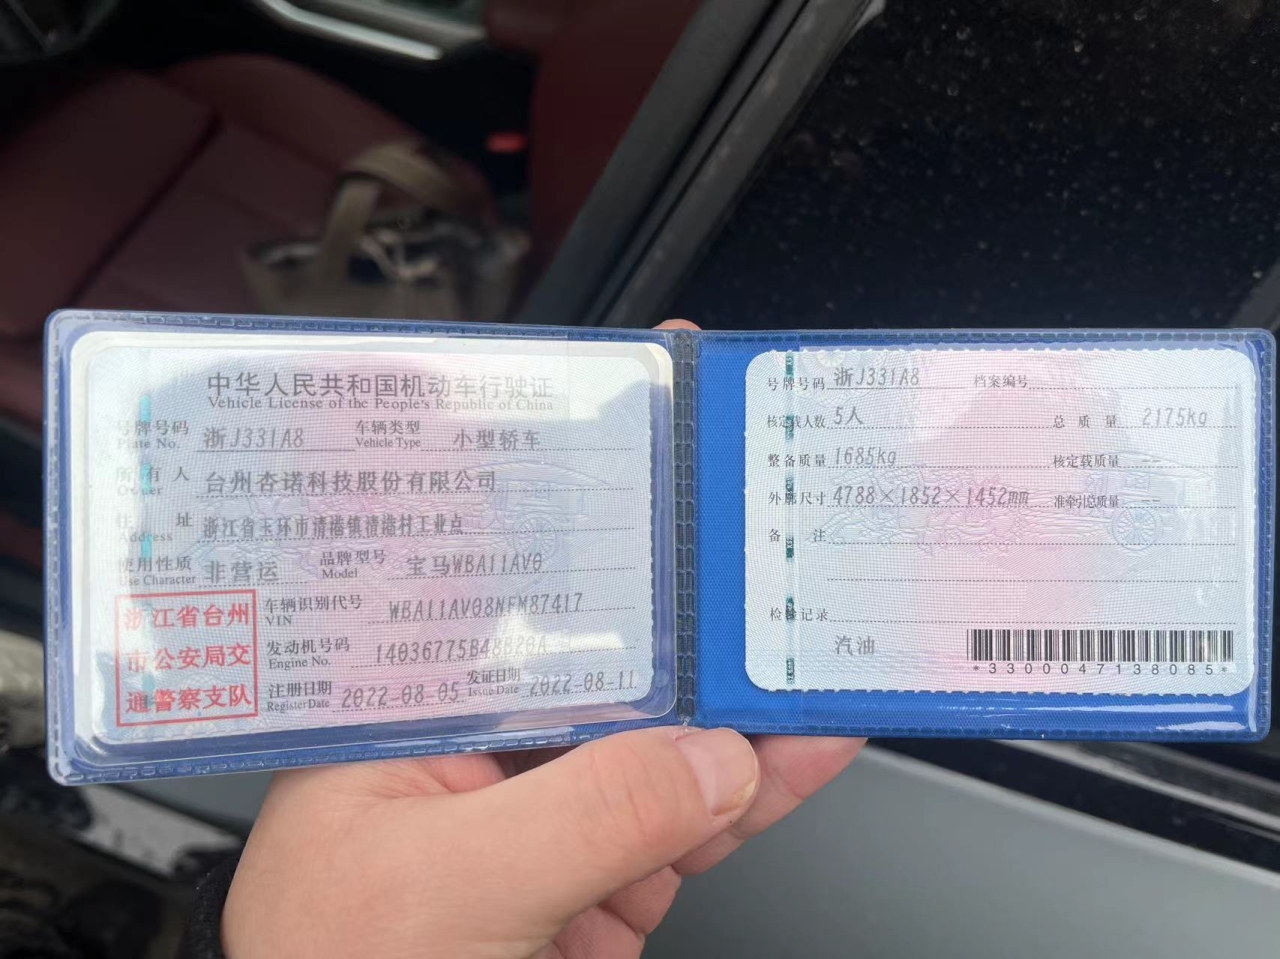 中华人民共和国机动车行驶证
Vehicle License of the People's Republic of China
号牌号码 浙J331A8 车辆类型 小型轿车
Plate No. Vehicle Type
所有人 台州杏诺科技股份有限公司
Owner
住址 浙江省玉环市清港镇清港村工业点
Address
使用性质 非营运 品牌型号 宝马WBA11AV0
Use Character Model
浙江省台州
市公安局交
通警察支队
车辆识别代号
VIN
发动机号码
Engine No.
注册日期 2022-08-05 发证日期 2022-08-11
Register Date Issue Date
号牌号码 浙J331A8 档案编号
核定载人数 5人 总质量 2175kg
整备质量 1685kg 核定载质量 --
外廓尺寸 4788×1852×1452mm 准牵引总质量 --
备注
检验记录
汽油
*3300047138085*